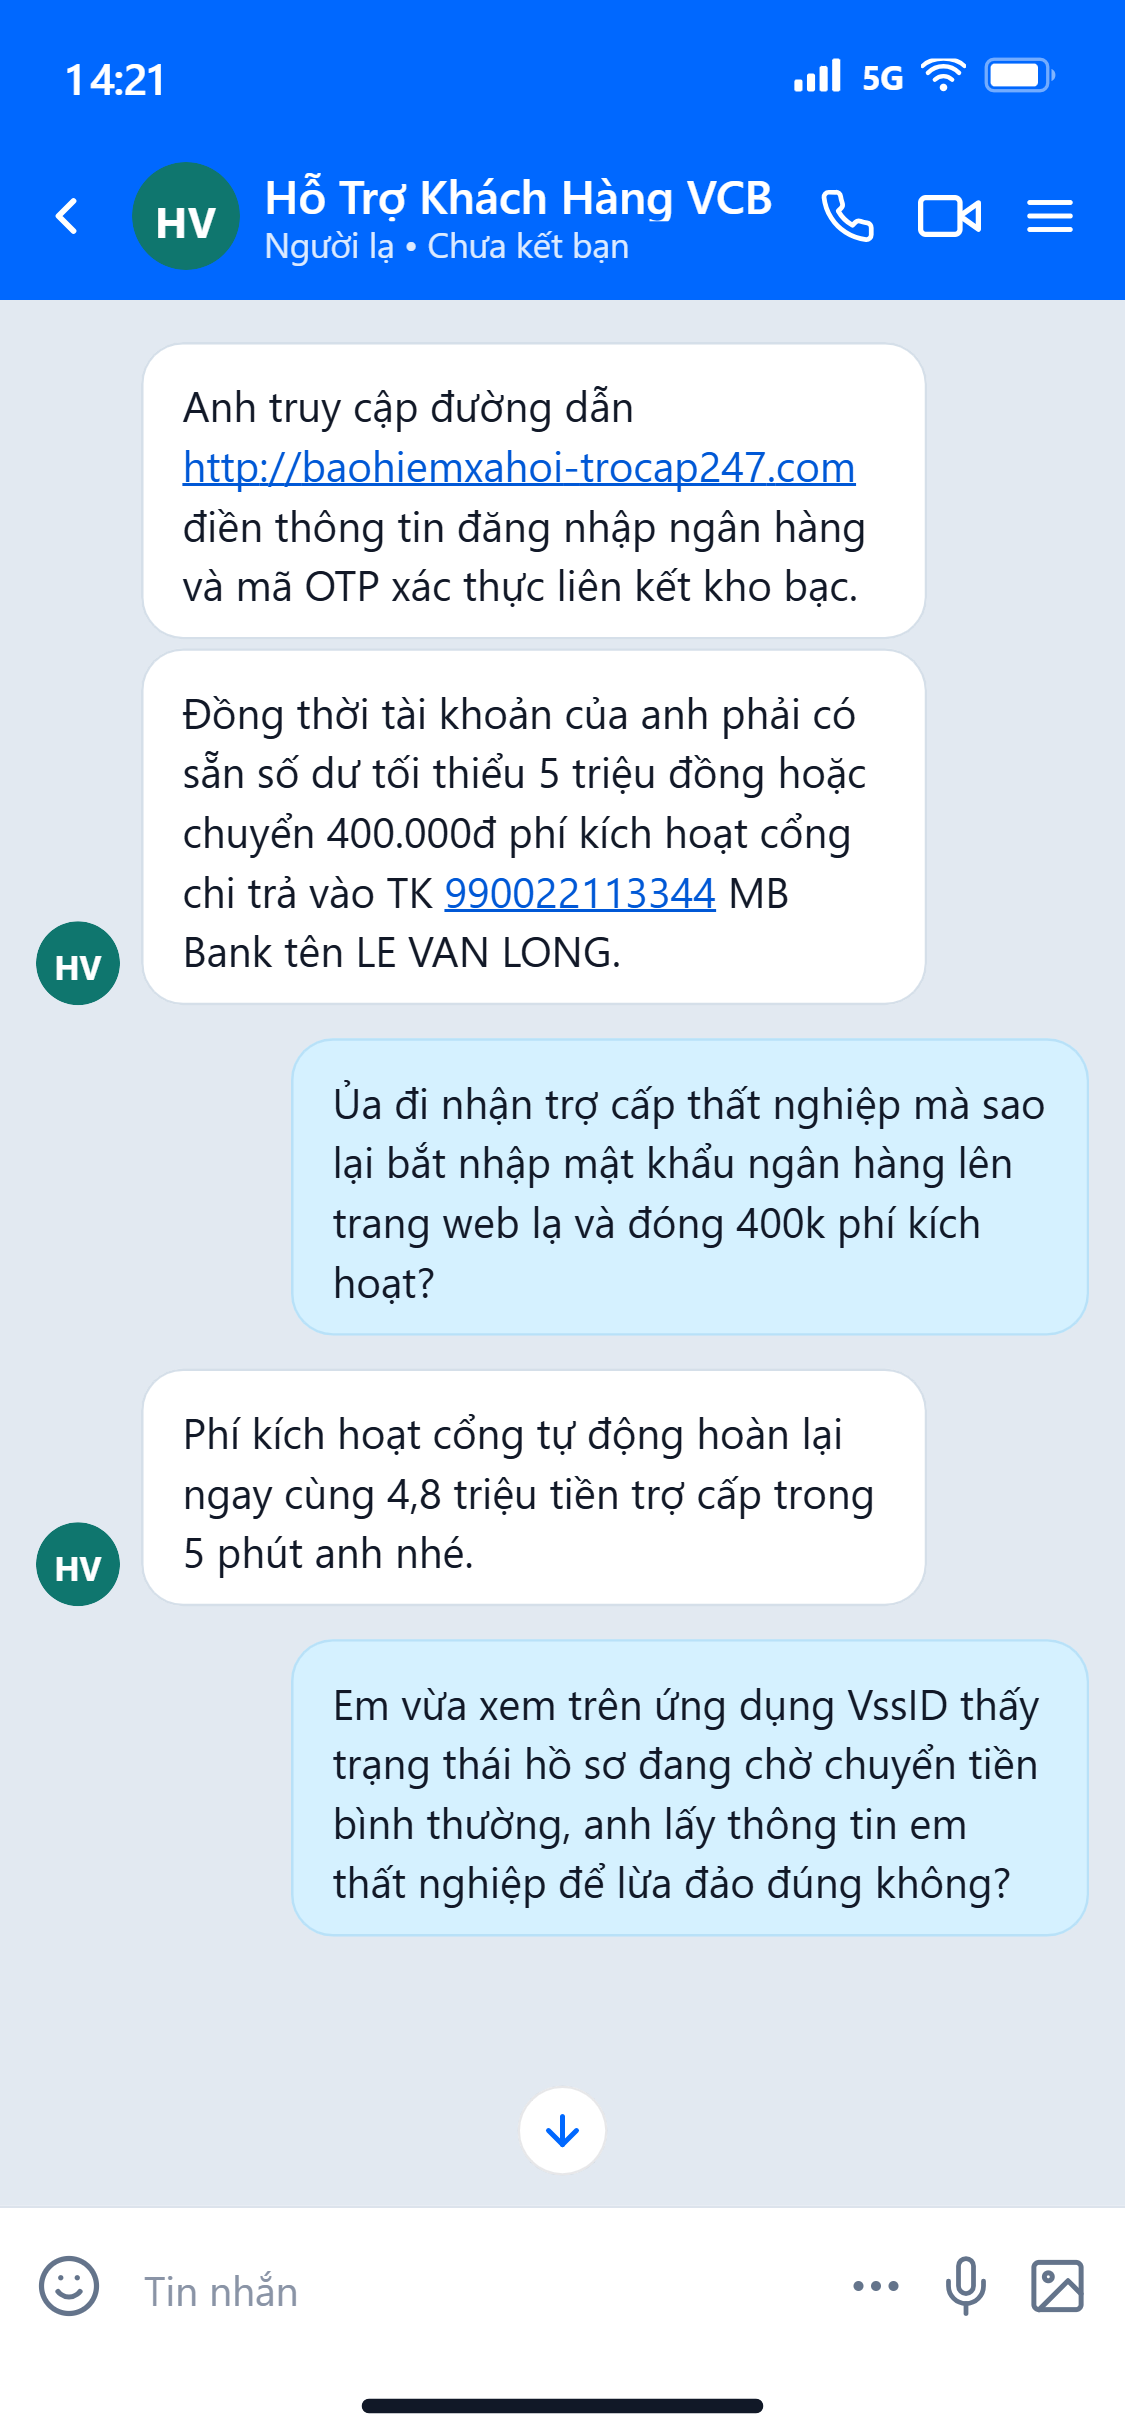 14:21
5G
HV
Hỗ Trợ Khách Hàng VCB
Người lạ • Chưa kết bạn
Anh truy cập đường dẫn
http://baohiemxahoi-trocap247.com
điền thông tin đăng nhập ngân hàng
và mã OTP xác thực liên kết kho bạc.
Đồng thời tài khoản của anh phải có
sẵn số dư tối thiểu 5 triệu đồng hoặc
chuyển 400.000đ phí kích hoạt cổng
chi trả vào TK 990022113344 MB
Bank tên LE VAN LONG.
HV
Ủa đi nhận trợ cấp thất nghiệp mà sao
lại bắt nhập mật khẩu ngân hàng lên
trang web lạ và đóng 400k phí kích
hoạt?
Phí kích hoạt cổng tự động hoàn lại
ngay cùng 4,8 triệu tiền trợ cấp trong
5 phút anh nhé.
HV
Em vừa xem trên ứng dụng VssID thấy
trạng thái hồ sơ đang chờ chuyển tiền
bình thường, anh lấy thông tin em
thất nghiệp để lừa đảo đúng không?
Tin nhắn